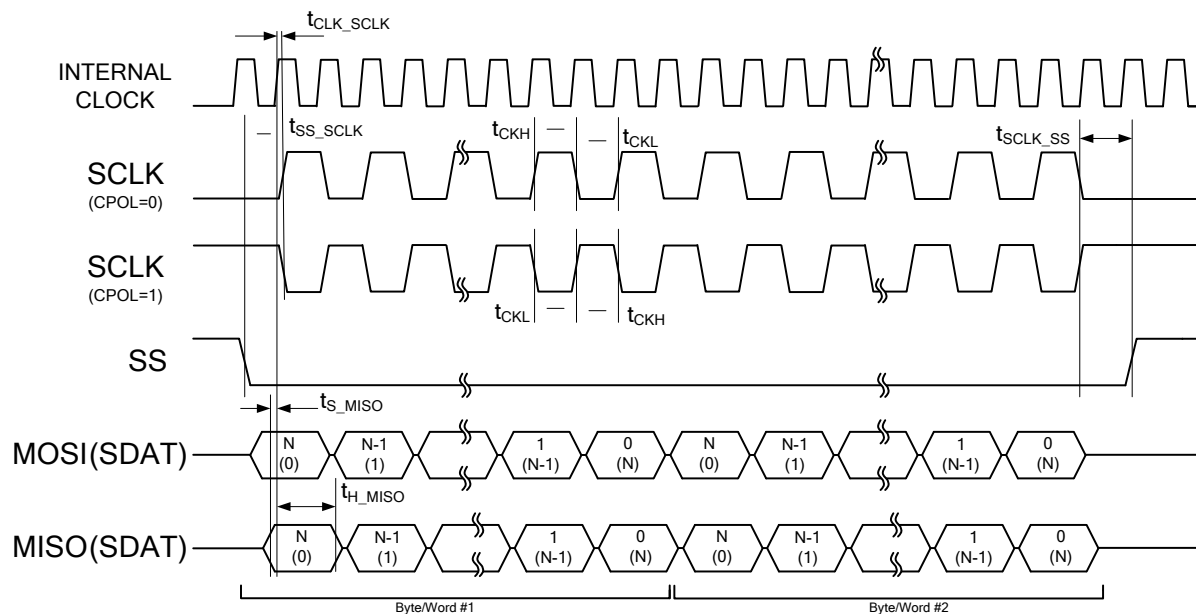 tCLK_SCLK
INTERNAL
CLOCK
tSS_SCLK
tCKH
tCKL
tSCLK_SS
SCLK
(CPOL=0)
SCLK
(CPOL=1)
tCKL
tCKH
SS
tS_MISO
MOSI(SDAT)
N N-1 1 0 N N-1 1 0
(0) (1) (N-1) (N) (0) (1) (N-1) (N)
tH_MISO
MISO(SDAT)
N N-1 1 0 N N-1 1 0
(0) (1) (N-1) (N) (0) (1) (N-1) (N)
Byte/Word #1 Byte/Word #2